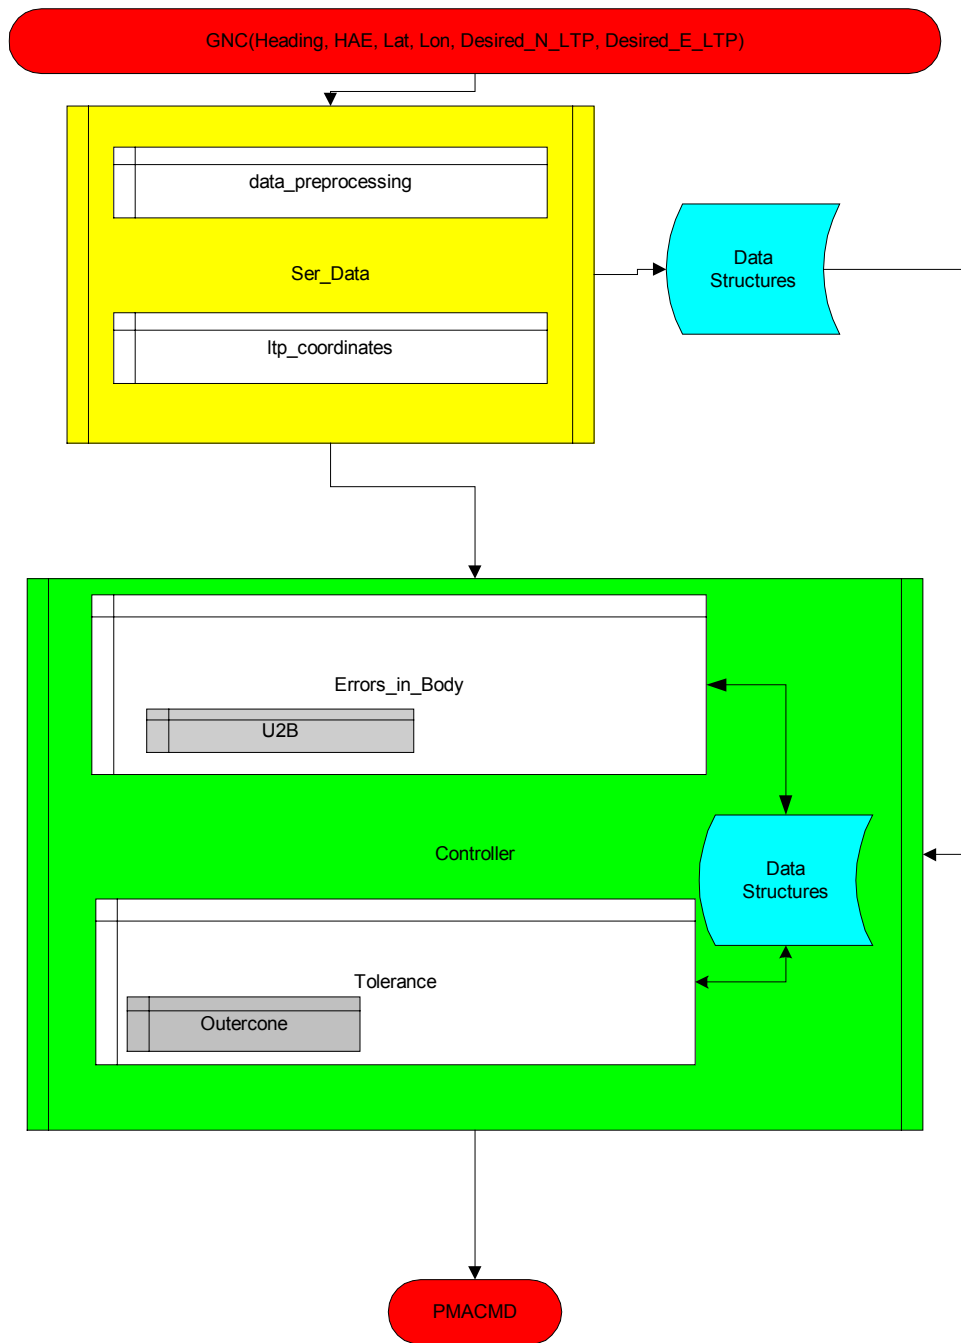 GNC(Heading, HAE, Lat, Lon, Desired_N_LTP, Desired_E_LTP)
data_preprocessing
Ser_Data
Data
Structures
ltp_coordinates
Errors_in_Body
U2B
Controller
Data
Structures
Tolerance
Outercone
PMACMD